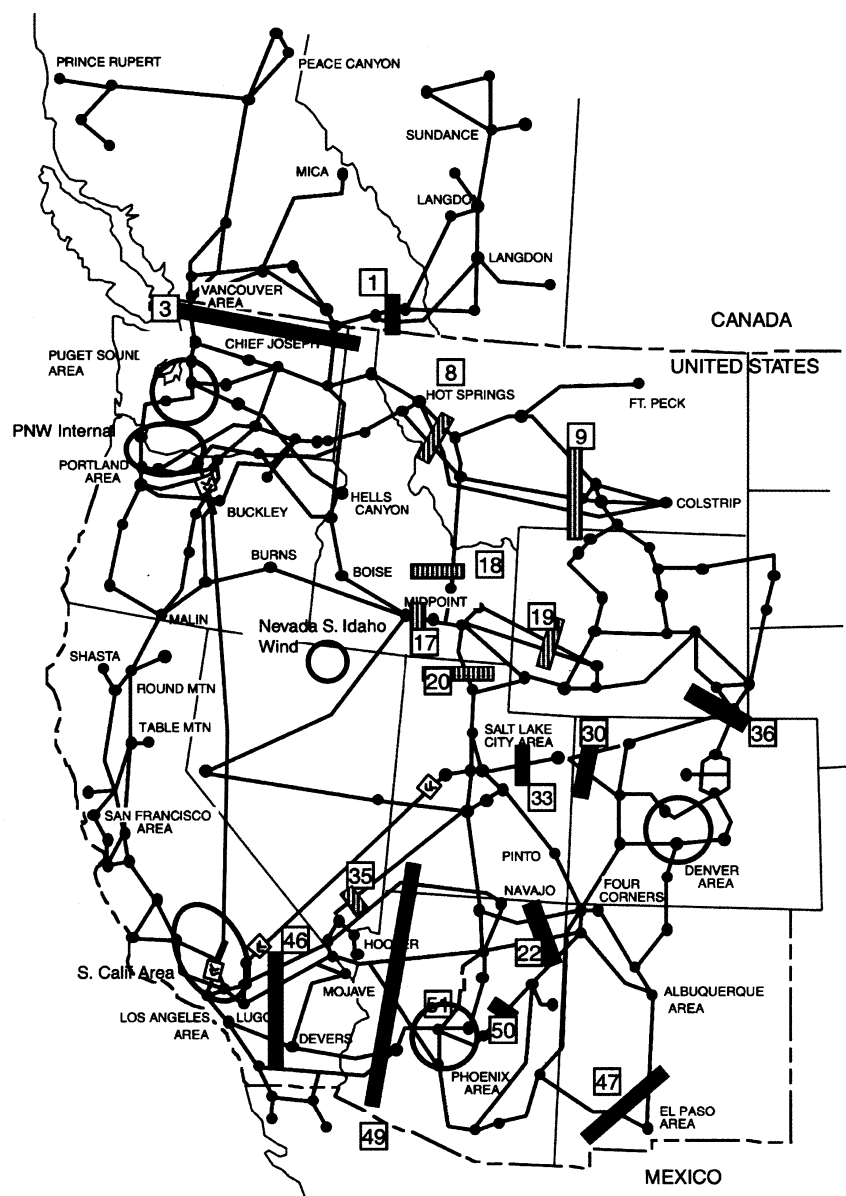 PRINCE RUPERT
PEACE CANYON
SUNDANCE
MICA
LANGDO
LANGDON
1
VANCOUVER
AREA
3
CANADA
CHIEF JOSEPH
PUGET SOUND
AREA
UNITED STATES
8
HOT SPRINGS
FT. PECK
PNW Internal
9
PORTLAND
AREA
HELLS
CANYON
COLSTRIP
BUCKLEY
BURNS
BOISE
18
MIDPOINT
MALIN
Nevada S. Idaho
Wind
17
19
SHASTA
ROUND MTN
20
TABLE MTN
SALT LAKE
CITY AREA
30
36
33
SAN FRANCISCO
AREA
PINTO
DENVER
AREA
35
NAVAJO
FOUR
CORNERS
46
HOOVER
22
S. Calif Area
MOJAVE
ALBUQUERQUE
AREA
LOS ANGELES
AREA
LUGO
51
50
DEVERS
PHOENIX
AREA
47
EL PASO
AREA
49
MEXICO